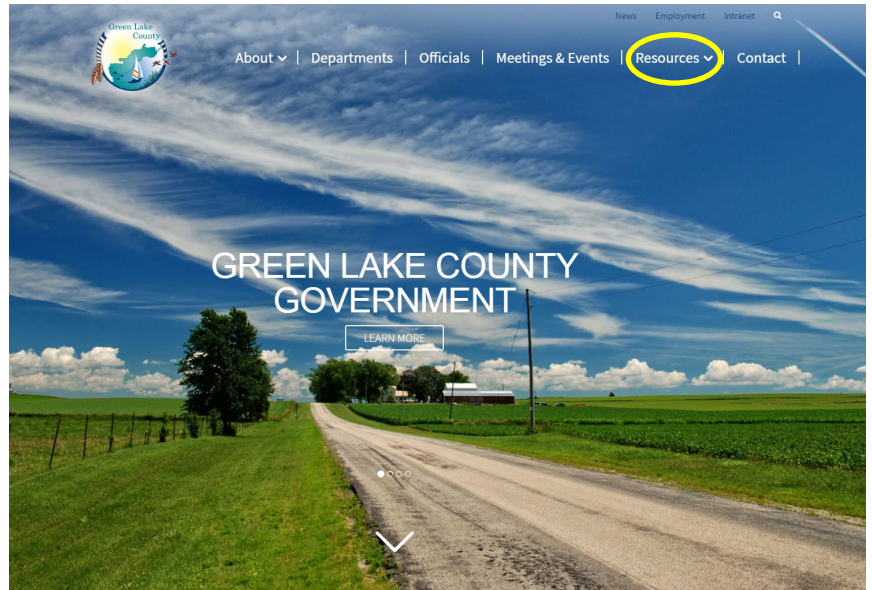 News Employment Intranet
Green Lake
County
About | Departments | Officials | Meetings & Events | Resources | Contact |
GREEN LAKE COUNTY
GOVERNMENT
LEARN MORE